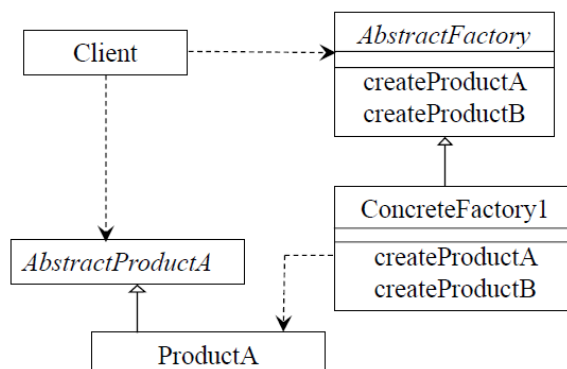 Client
AbstractFactory
createProductA
createProductB
ConcreteFactory1
createProductA
createProductB
AbstractProductA
ProductA